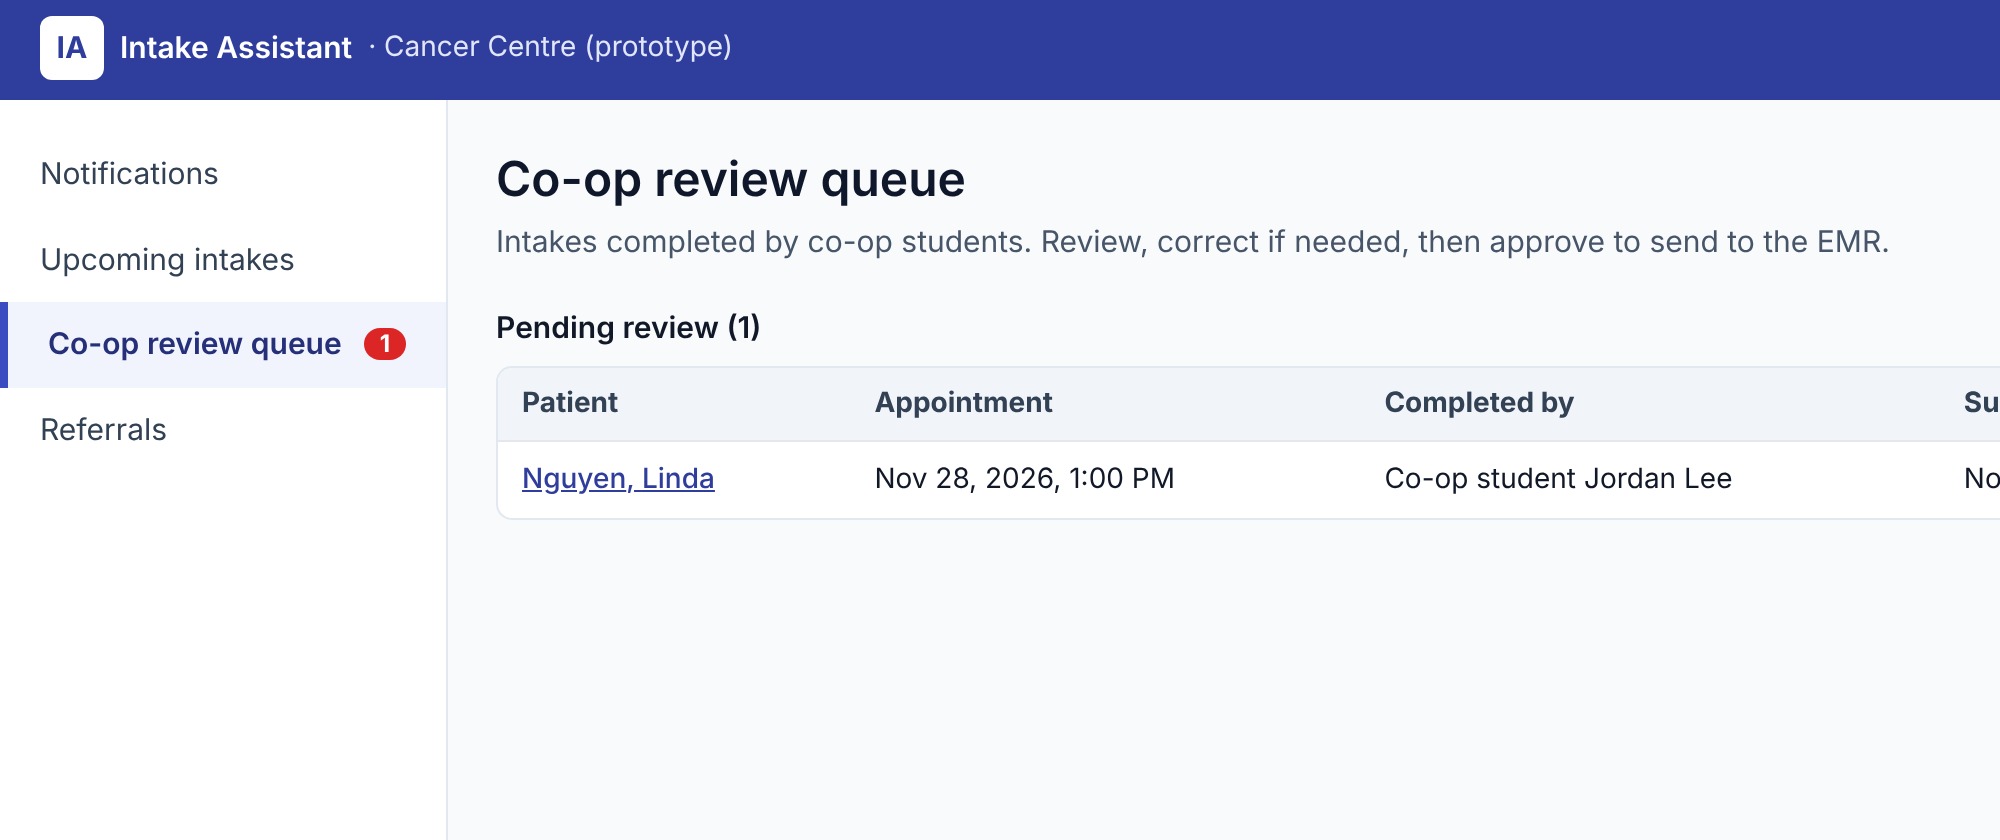 IA Intake Assistant · Cancer Centre (prototype)
Notifications
Upcoming intakes
Co-op review queue 1
Referrals
Co-op review queue
Intakes completed by co-op students. Review, correct if needed, then approve to send to the EMR.
Pending review (1)
Patient Appointment Completed by Su
Nguyen, Linda Nov 28, 2026, 1:00 PM Co-op student Jordan Lee No